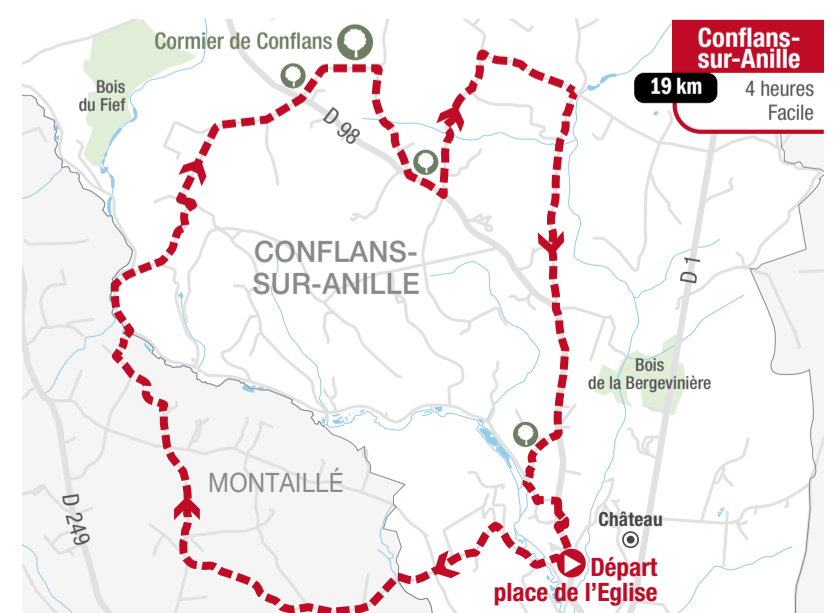 Conflans-
sur-Anille
19 km
4 heures
Facile
Cormier de Conflans
Bois
du Fief
D 98
CONFLANS-
SUR-ANILLE
D 1
Bois
de la Bergevinière
MONTAILLÉ
D 249
Château
Départ
place de l'Eglise